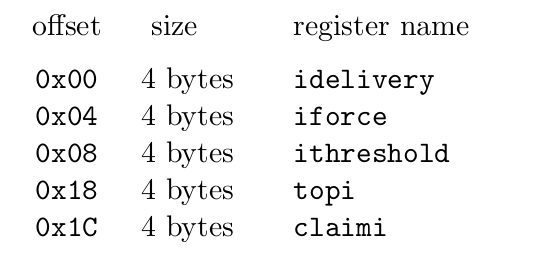 offset size register name
0x00 4 bytes idelivery
0x04 4 bytes iforce
0x08 4 bytes ithreshold
0x18 4 bytes topi
0x1C 4 bytes claimi